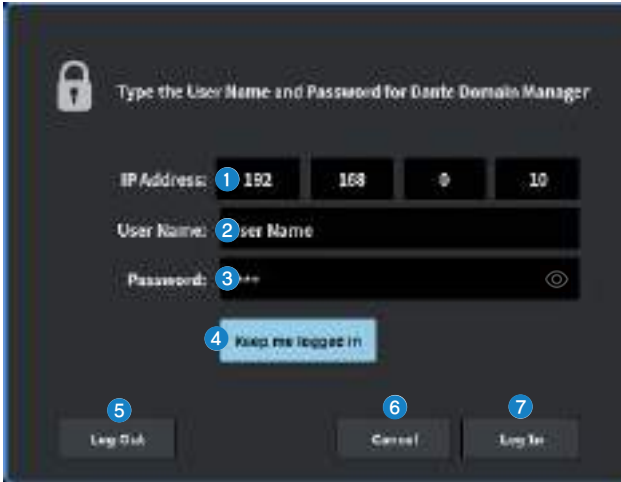 Type the User Name and Password for Dante Domain Manager
IP Address: 1 192 168 0 10
User Name: 2 User Name
Password: 3 ***
4 Keep me logged in
5 6 7
Log Out Cancel Log In